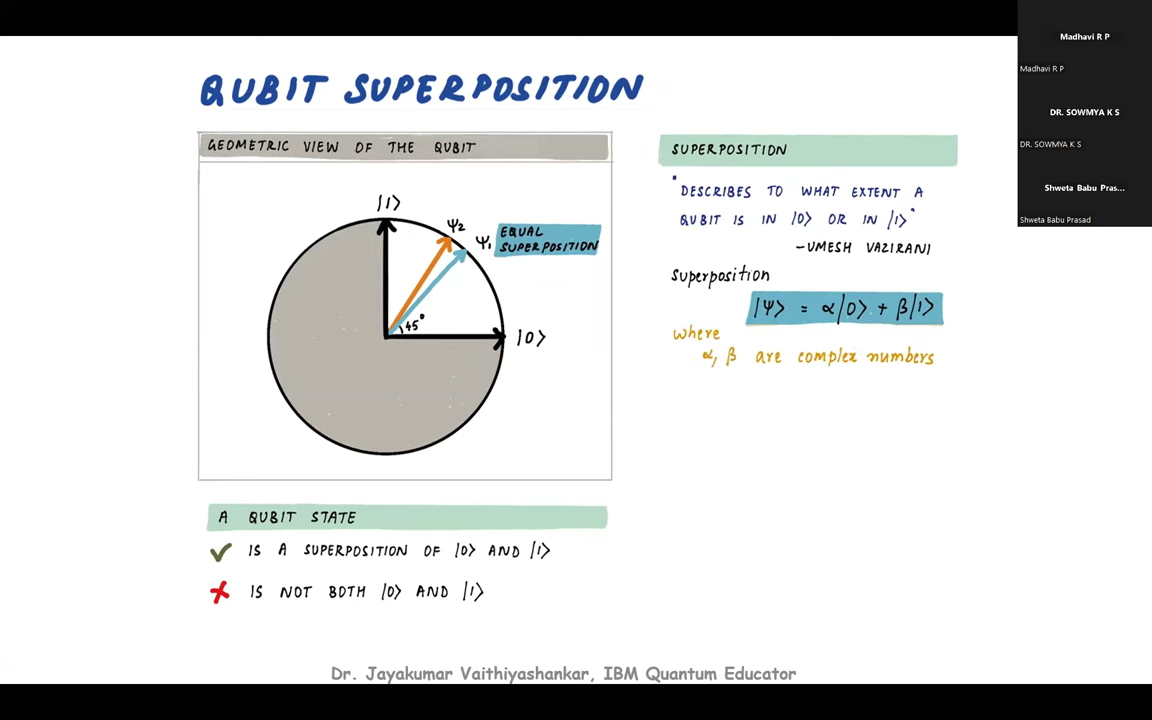 QUBIT SUPERPOSITION
GEOMETRIC VIEW OF THE QUBIT
|1⟩
Ψ2
Ψ1
EQUAL
SUPERPOSITION
45°
|0⟩
SUPERPOSITION
"DESCRIBES TO WHAT EXTENT A
QUBIT IS IN |0⟩ OR IN |1⟩"
-UMESH VAZIRANI
Superposition
|Ψ⟩ = α|0⟩ + β|1⟩
where
α, β are complex numbers
A QUBIT STATE
✓ IS A SUPERPOSITION OF |0⟩ AND |1⟩
✗ IS NOT BOTH |0⟩ AND |1⟩
Dr. Jayakumar Vaithiyashankar, IBM Quantum Educator
Madhavi R P
Madhavi R P
DR. SOWMYA K S
DR. SOWMYA K S
Shweta Babu Pras...
Shweta Babu Prasad